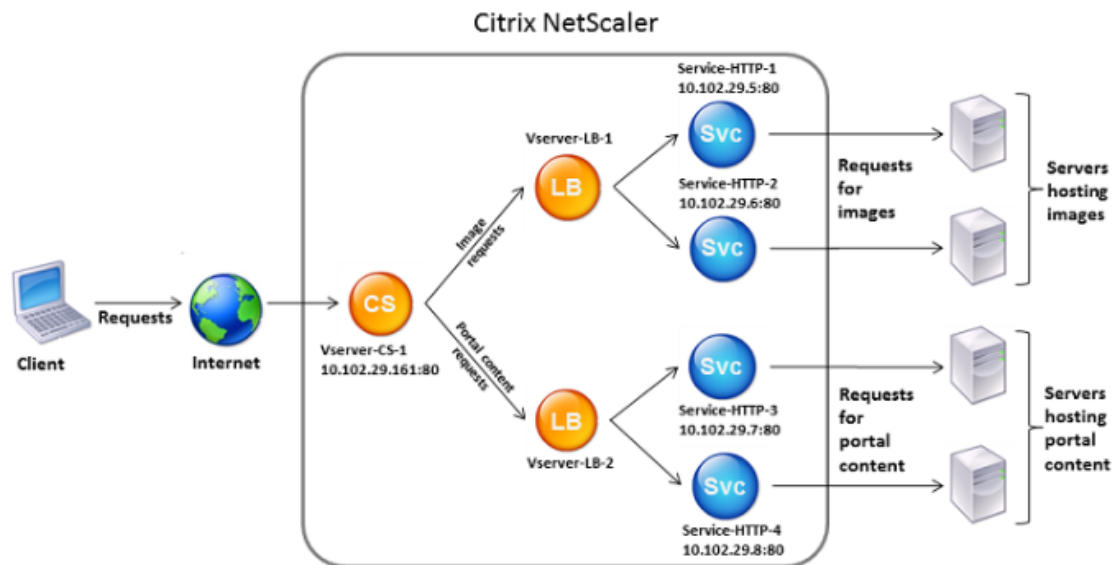 Citrix NetScaler
Service-HTTP-1
10.102.29.5:80
Svc
Vserver-LB-1
LB
Service-HTTP-2
10.102.29.6:80
Svc
Requests
for
images
Servers
hosting
images
Image
requests
Client
Requests
Internet
CS
Vserver-CS-1
10.102.29.161:80
Portal content
requests
LB
Vserver-LB-2
Svc
Service-HTTP-3
10.102.29.7:80
Svc
Service-HTTP-4
10.102.29.8:80
Requests
for
portal
content
Servers
hosting
portal
content